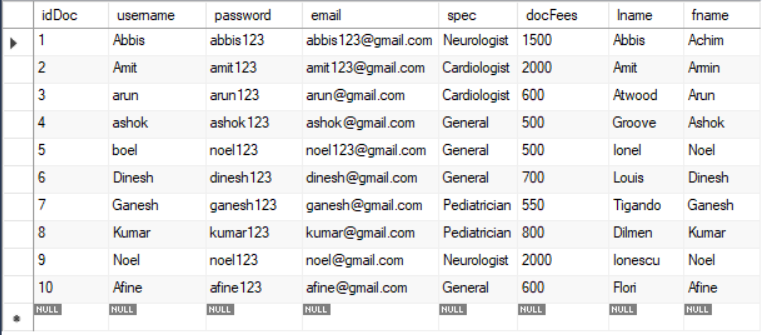 idDoc username password email spec docFees lname fname
1 Abbis abbis123 abbis123@gmail.com Neurologist 1500 Abbis Achim
2 Amit amit123 amit123@gmail.com Cardiologist 2000 Amit Armin
3 arun arun123 arun@gmail.com Cardiologist 600 Atwood Arun
4 ashok ashok123 ashok@gmail.com General 500 Groove Ashok
5 boel noel123 noel123@gmail.com General 500 Ionel Noel
6 Dinesh dinesh123 dinesh@gmail.com General 700 Louis Dinesh
7 Ganesh ganesh123 ganesh@gmail.com Pediatrician 550 Tigando Ganesh
8 Kumar kumar123 kumar@gmail.com Pediatrician 800 Dilmen Kumar
9 Noel noel123 noel@gmail.com Neurologist 2000 Ionescu Noel
10 Afine afine123 afine@gmail.com General 600 Flori Afine
NULL NULL NULL NULL NULL NULL NULL NULL